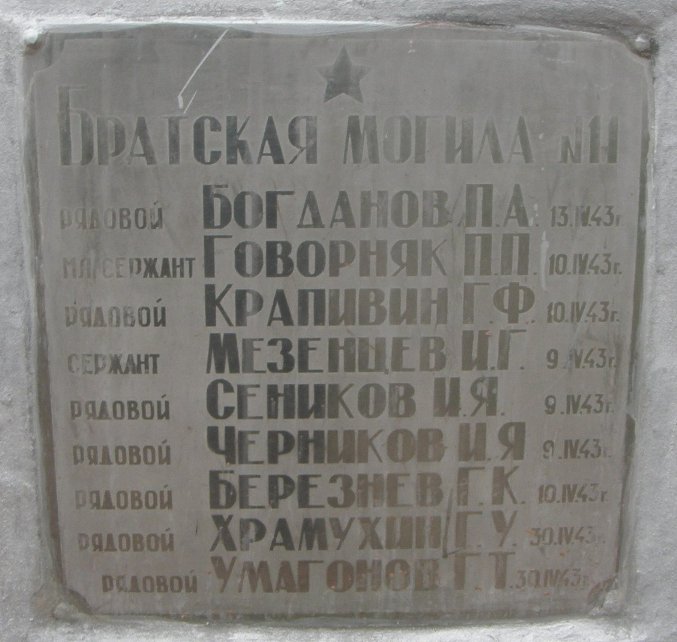 БРАТСКАЯ МОГИЛА №11
РЯДОВОЙ БОГДАНОВ П.А. 13.IV.43г.
МЛ.СЕРЖАНТ ГОВОРНЯК П.П. 10.IV.43г.
РЯДОВОЙ КРАПИВИН Г.Ф. 10.IV.43г.
СЕРЖАНТ МЕЗЕНЦЕВ И.Г. 9.IV.43г.
РЯДОВОЙ СЕНИКОВ И.Я. 9.IV.43г.
РЯДОВОЙ ЧЕРНИКОВ И.Я 9.IV.43г.
РЯДОВОЙ БЕРЕЗНЕВ Г.К. 10.IV.43г.
РЯДОВОЙ ХРАМУХИН Г.У. 30.IV.43г.
РЯДОВОЙ УМАГОНОВ Г.Т. 30.IV.43г.